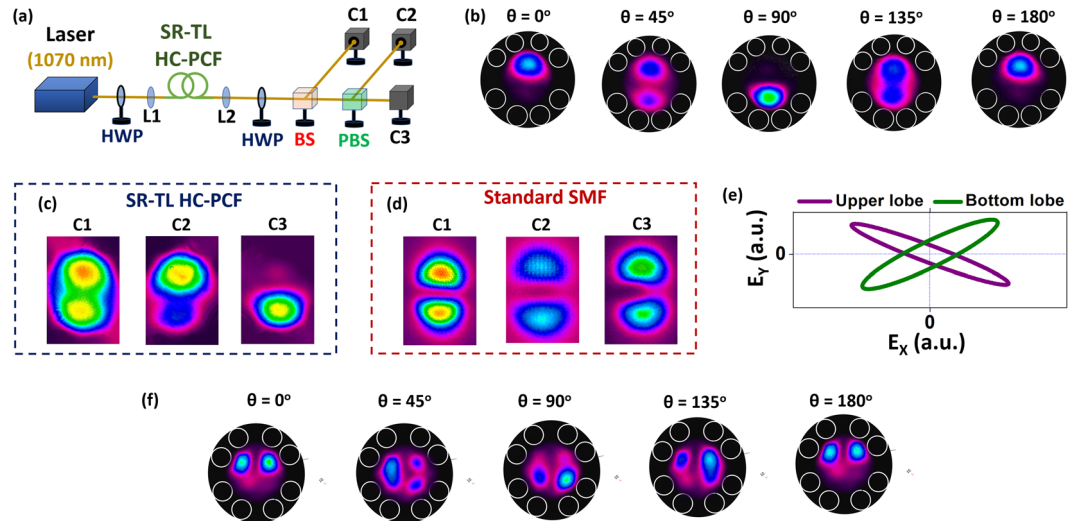 (a)
C1 C2
Laser
(1070 nm)
SR-TL
HC-PCF
L1 L2 C3
HWP HWP BS PBS
(b)
θ = 0° 45° θ = 90° θ = 135° θ = 180°
SR-TL HC-PCF
(c)
C1 C2 C3
Standard SMF
(d)
C1 C2 C3
(e)
Upper lobe Bottom lobe
E_Y (a.u.)
0
0
E_X (a.u.)
(f)
θ = 0° θ = 45° θ = 90° θ = 135° θ = 180°